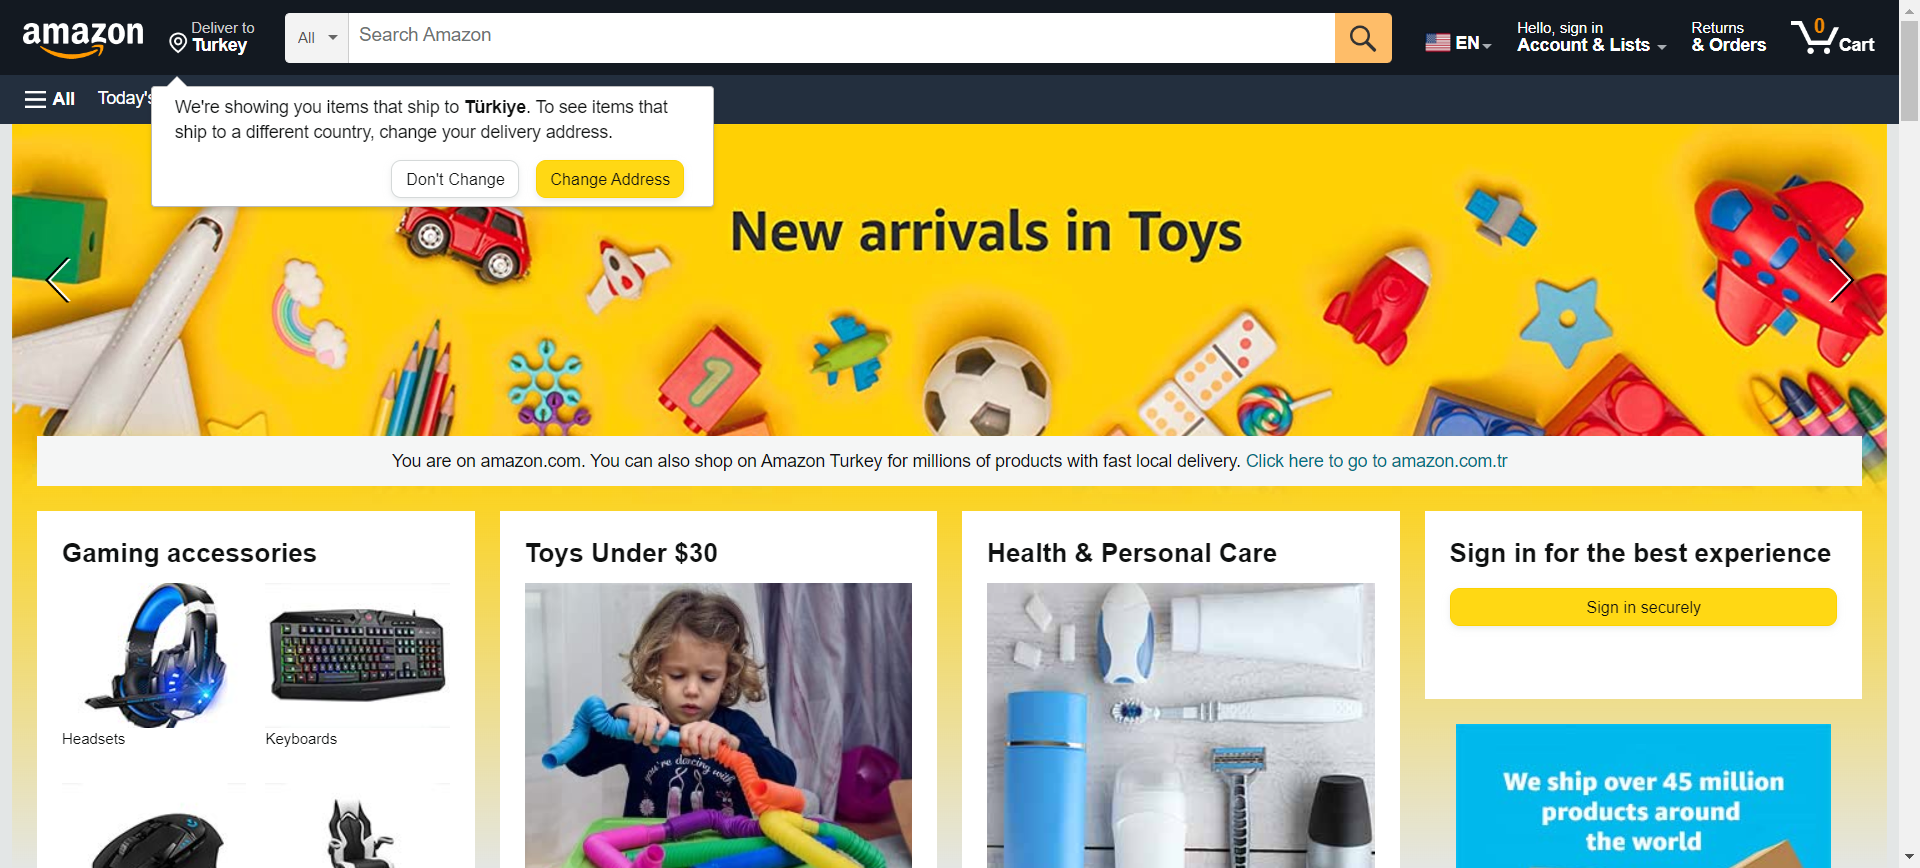 amazon
Deliver to
Turkey
All
Search Amazon
EN
Hello, sign in
Account & Lists
Returns
& Orders
0
Cart
All
Today's
We're showing you items that ship to Türkiye. To see items that
ship to a different country, change your delivery address.
Don't Change
Change Address
New arrivals in Toys
1
You are on amazon.com. You can also shop on Amazon Turkey for millions of products with fast local delivery. Click here to go to amazon.com.tr
Gaming accessories
Headsets
Keyboards
Toys Under $30
you're dancing with
Health & Personal Care
Sign in for the best experience
Sign in securely
We ship over 45 million
products around
the world